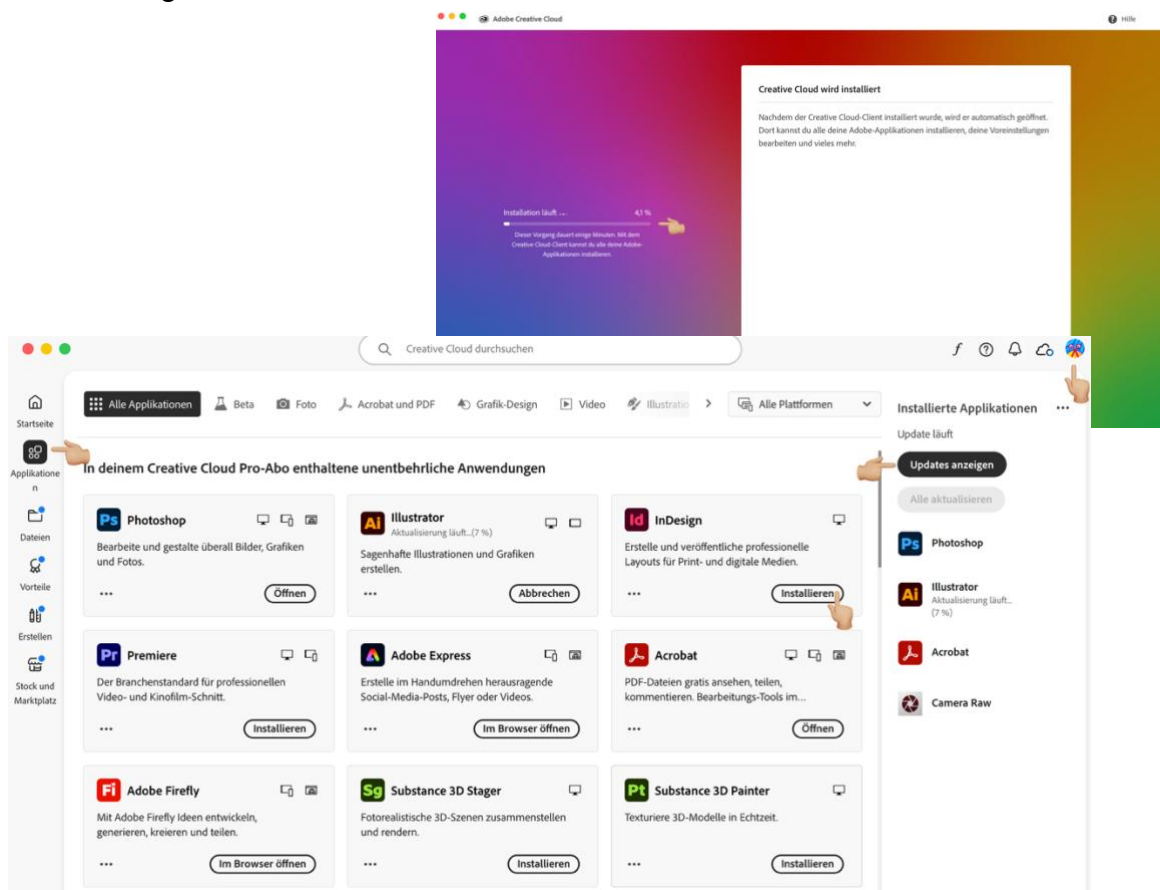 Adobe Creative Cloud
Hilfe
Creative Cloud wird installiert
Nachdem der Creative Cloud-Client installiert wurde, wird er automatisch geöffnet.
Dort kannst du alle deine Adobe-Applikationen installieren, deine Voreinstellungen
bearbeiten und vieles mehr.
Installation läuft ... 4,1 %
Dieser Vorgang dauert einige Minuten. Mit dem
Creative Cloud-Client kannst du alle deine Adobe-
Applikationen installieren.
Creative Cloud durchsuchen
Startseite
Applikatione
n
Dateien
Vorteile
Erstellen
Stock und
Marktplatz
Alle Applikationen Beta Foto Acrobat und PDF Grafik-Design Video Illustratio Alle Plattformen
In deinem Creative Cloud Pro-Abo enthaltene unentbehrliche Anwendungen
Ps Photoshop
Bearbeite und gestalte überall Bilder, Grafiken
und Fotos.
Öffnen
Ai Illustrator
Aktualisierung läuft...(7 %)
Sagenhafte Illustrationen und Grafiken
erstellen.
Abbrechen
Id InDesign
Erstelle und veröffentliche professionelle
Layouts für Print- und digitale Medien.
Installieren
Pr Premiere
Der Branchenstandard für professionellen
Video- und Kinofilm-Schnitt.
Installieren
Adobe Express
Erstelle im Handumdrehen herausragende
Social-Media-Posts, Flyer oder Videos.
Im Browser öffnen
Acrobat
PDF-Dateien gratis ansehen, teilen,
kommentieren. Bearbeitungs-Tools im...
Öffnen
Fi Adobe Firefly
Mit Adobe Firefly Ideen entwickeln,
generieren, kreieren und teilen.
Im Browser öffnen
Sg Substance 3D Stager
Fotorealistische 3D-Szenen zusammenstellen
und rendern.
Installieren
Pt Substance 3D Painter
Texturiere 3D-Modelle in Echtzeit.
Installieren
Installierte Applikationen
Update läuft
Updates anzeigen
Alle aktualisieren
Ps Photoshop
Ai Illustrator
Aktualisierung läuft...
(7 %)
Acrobat
Camera Raw